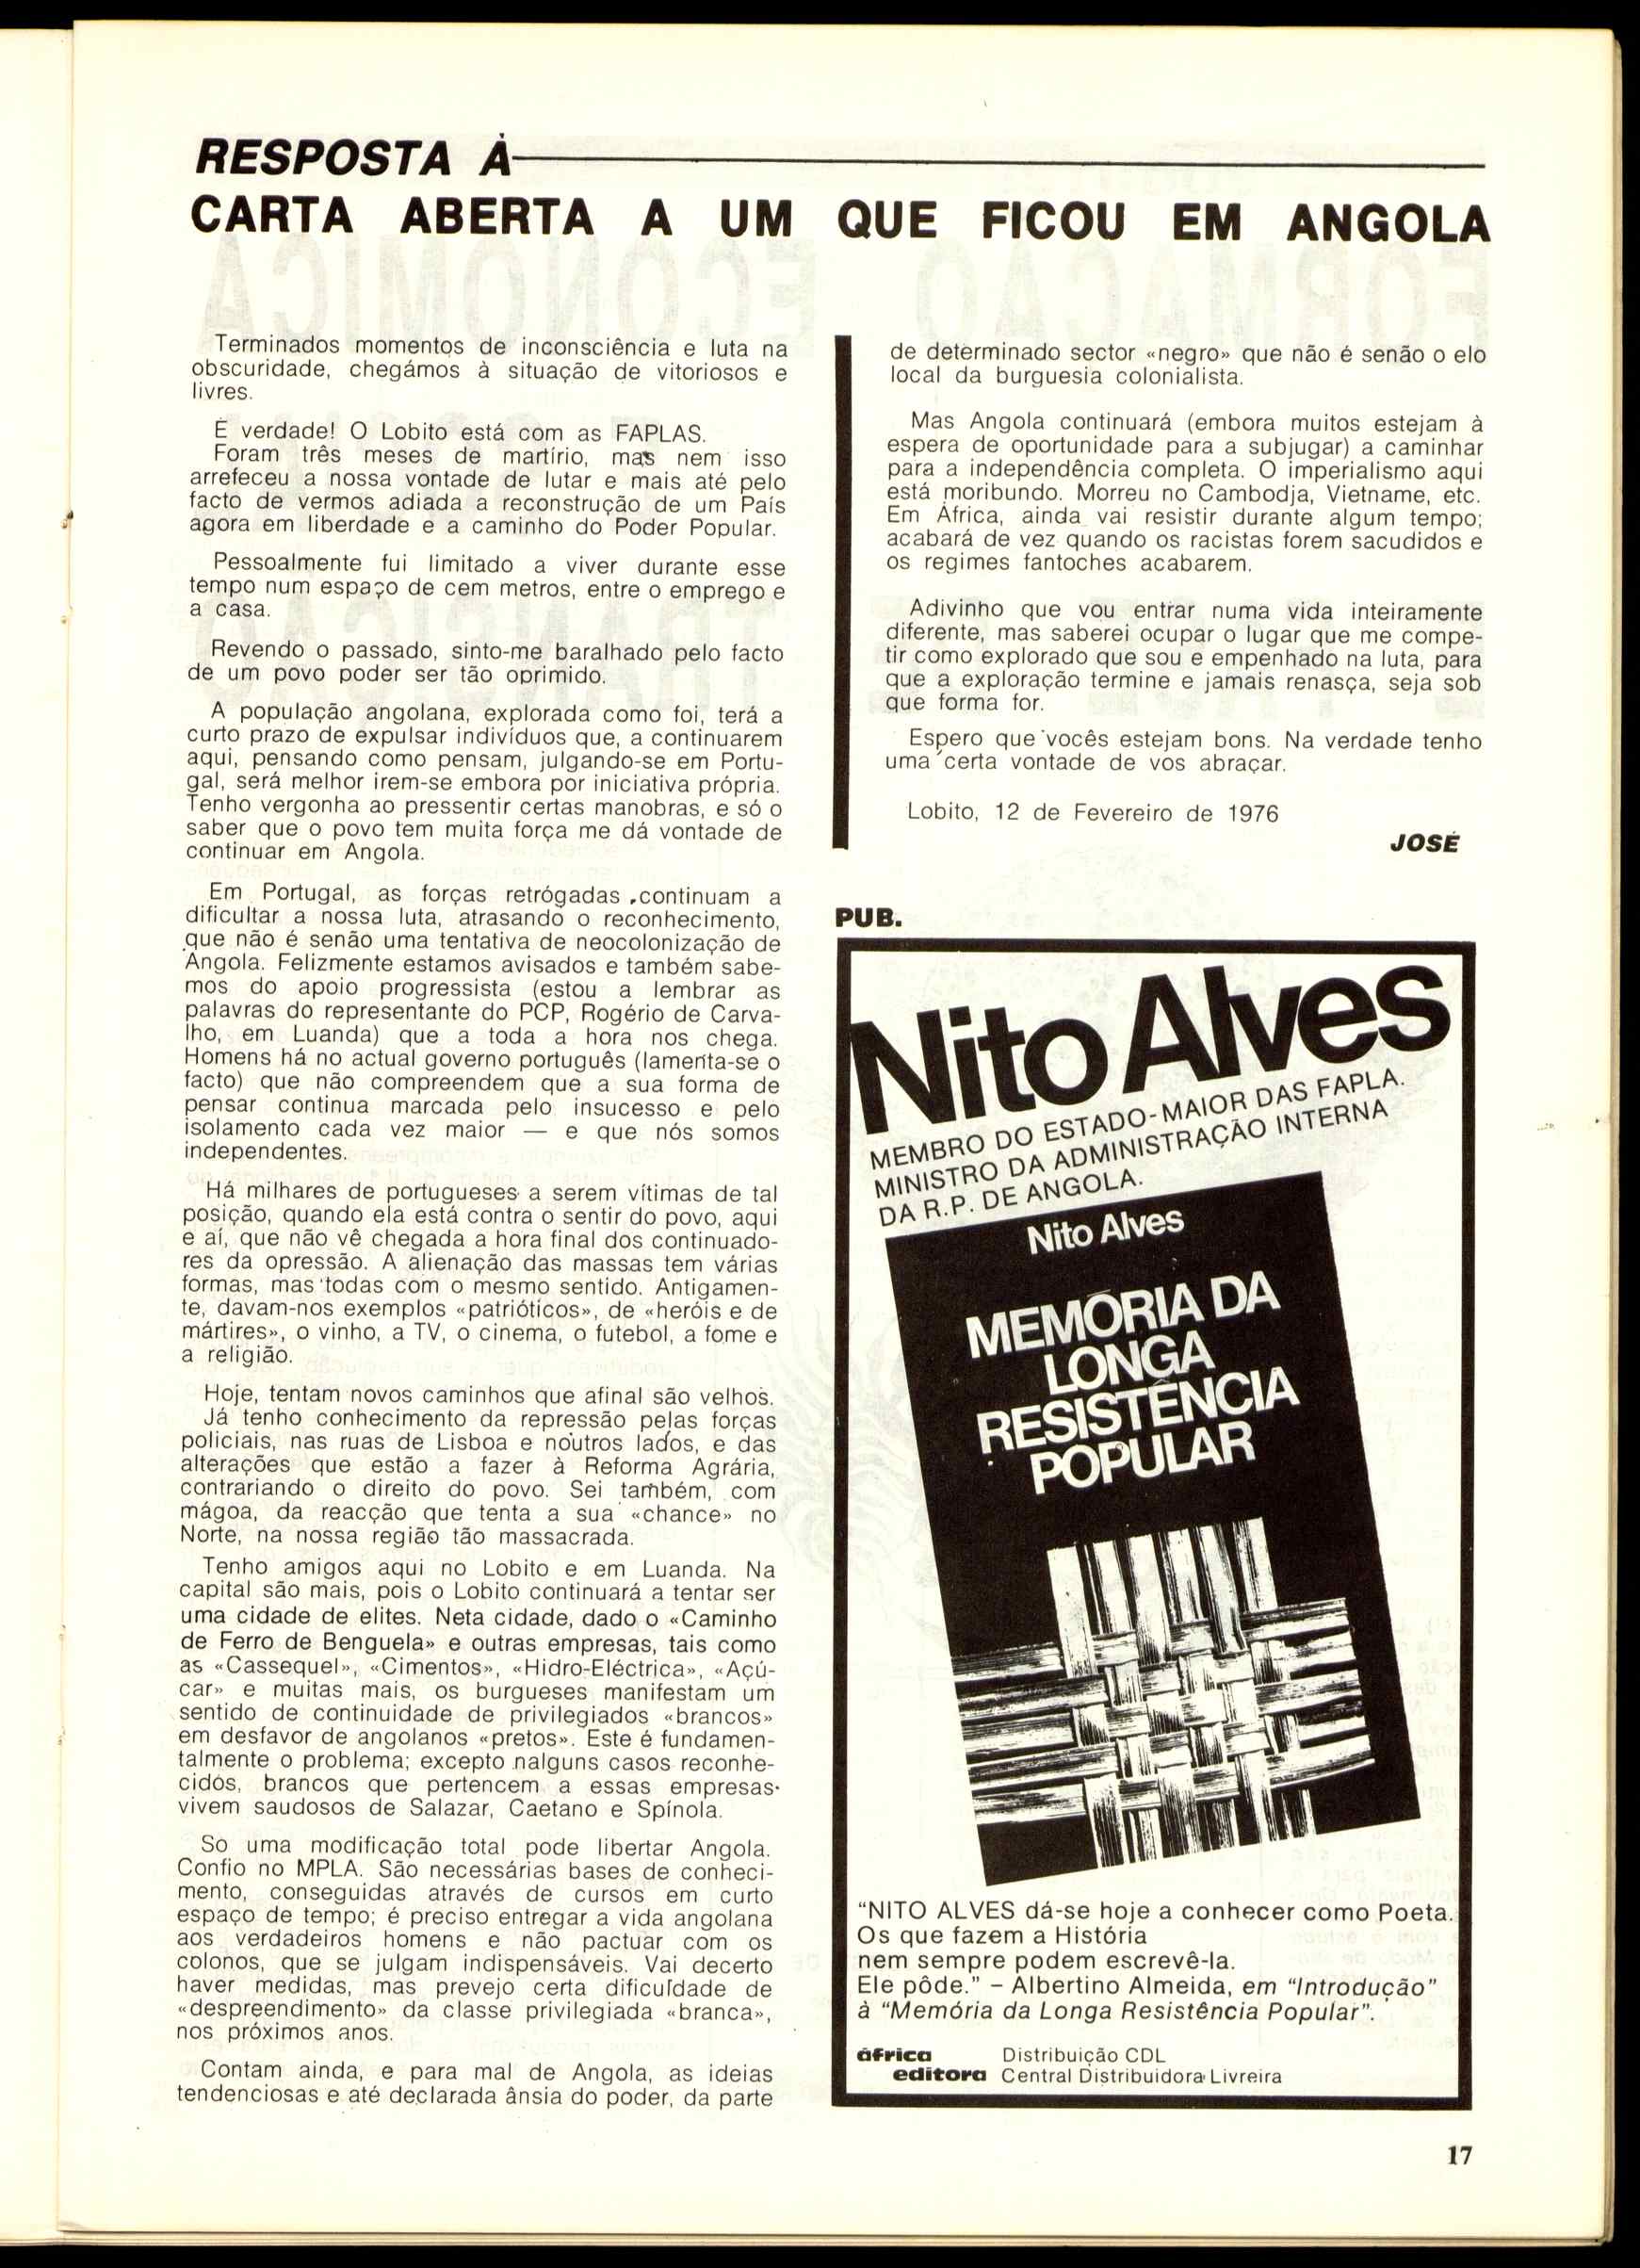 RESPOSTA À
CARTA ABERTA A UM QUE FICOU EM ANGOLA
Terminados momentos de inconsciência e luta na
obscuridade, chegámos à situação de vitoriosos e
livres.
É verdade! O Lobito está com as FAPLAS.
Foram três meses de martírio, mas nem isso
arrefeceu a nossa vontade de lutar e mais até pelo
facto de vermos adiada a reconstrução de um País
agora em liberdade e a caminho do Poder Popular.
Pessoalmente fui limitado a viver durante esse
tempo num espaço de cem metros, entre o emprego e
a casa.
Revendo o passado, sinto-me baralhado pelo facto
de um povo poder ser tão oprimido.
A população angolana, explorada como foi, terá a
curto prazo de expulsar indivíduos que, a continuarem
aqui, pensando como pensam, julgando-se em Portu-
gal, será melhor irem-se embora por iniciativa própria.
Tenho vergonha ao pressentir certas manobras, e só o
saber que o povo tem muita força me dá vontade de
continuar em Angola.
Em Portugal, as forças retrógadas continuam a
dificultar a nossa luta, atrasando o reconhecimento,
que não é senão uma tentativa de neocolonização de
Angola. Felizmente estamos avisados e também sabe-
mos do apoio progressista (estou a lembrar as
palavras do representante do PCP, Rogério de Carva-
lho, em Luanda) que a toda a hora nos chega.
Homens há no actual governo português (lamenta-se o
facto) que não compreendem que a sua forma de
pensar continua marcada pelo insucesso e pelo
isolamento cada vez maior — e que nós somos
independentes.
Há milhares de portugueses a serem vítimas de tal
posição, quando ela está contra o sentir do povo, aqui
e aí, que não vê chegada a hora final dos continuado-
res da opressão. A alienação das massas tem várias
formas, mas todas com o mesmo sentido. Antigamen-
te, davam-nos exemplos «patrióticos», de «heróis e de
mártires», o vinho, a TV, o cinema, o futebol, a fome e
a religião.
Hoje, tentam novos caminhos que afinal são velhos.
Já tenho conhecimento da repressão pelas forças
policiais, nas ruas de Lisboa e noutros lados, e das
alterações que estão a fazer à Reforma Agrária,
contrariando o direito do povo. Sei também, com
mágoa, da reacção que tenta a sua «chance» no
Norte, na nossa região tão massacrada.
Tenho amigos aqui no Lobito e em Luanda. Na
capital são mais, pois o Lobito continuará a tentar ser
uma cidade de elites. Neta cidade, dado o «Caminho
de Ferro de Benguela» e outras empresas, tais como
as «Cassequel», «Cimentos», «Hidro-Eléctrica», «Açú-
car» e muitas mais, os burgueses manifestam um
sentido de continuidade de privilegiados «brancos»
em desfavor de angolanos «pretos». Este é fundamen-
talmente o problema; excepto nalguns casos reconhe-
cidos, brancos que pertencem a essas empresas
vivem saudosos de Salazar, Caetano e Spínola.
So uma modificação total pode libertar Angola.
Confio no MPLA. São necessárias bases de conheci-
mento, conseguidas através de cursos em curto
espaço de tempo; é preciso entregar a vida angolana
aos verdadeiros homens e não pactuar com os
colonos, que se julgam indispensáveis. Vai decerto
haver medidas, mas prevejo certa dificuldade de
«despreendimento» da classe privilegiada «branca»,
nos próximos anos.
Contam ainda, e para mal de Angola, as ideias
tendenciosas e até declarada ânsia do poder, da parte
de determinado sector «negro» que não é senão o elo
local da burguesia colonialista.
Mas Angola continuará (embora muitos estejam à
espera de oportunidade para a subjugar) a caminhar
para a independência completa. O imperialismo aqui
está moribundo. Morreu no Cambodja, Vietname, etc.
Em África, ainda vai resistir durante algum tempo;
acabará de vez quando os racistas forem sacudidos e
os regimes fantoches acabarem.
Adivinho que vou entrar numa vida inteiramente
diferente, mas saberei ocupar o lugar que me compe-
tir como explorado que sou e empenhado na luta, para
que a exploração termine e jamais renasça, seja sob
que forma for.
Espero que vocês estejam bons. Na verdade tenho
uma certa vontade de vos abraçar.
Lobito, 12 de Fevereiro de 1976
JOSÉ
PUB.
Nito Alves
MEMBRO DO ESTADO-MAIOR DAS FAPLA.
MINISTRO DA ADMINISTRAÇÃO INTERNA
DA R.P. DE ANGOLA.
Nito Alves
MEMÓRIA DA
LONGA
RESISTÊNCIA
POPULAR
"NITO ALVES dá-se hoje a conhecer como Poeta.
Os que fazem a História
nem sempre podem escrevê-la.
Ele pôde." – Albertino Almeida, em "Introdução"
à "Memória da Longa Resistência Popular".
áfrica editora
Distribuição CDL
Central Distribuidora Livreira
17